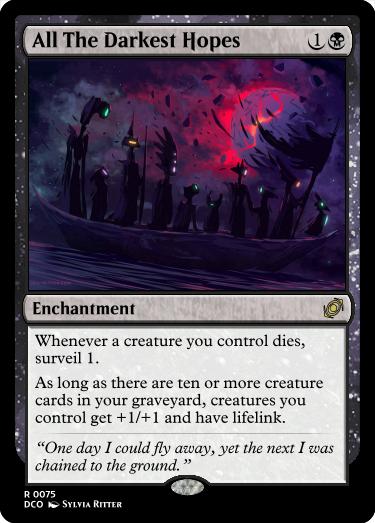 All The Darkest Hopes 1
Enchantment
Whenever a creature you control dies,
surveil 1.
As long as there are ten or more creature
cards in your graveyard, creatures you
control get +1/+1 and have lifelink.
“One day I could fly away, yet the next I was
chained to the ground.”
R 0075
DCO Sylvia Ritter